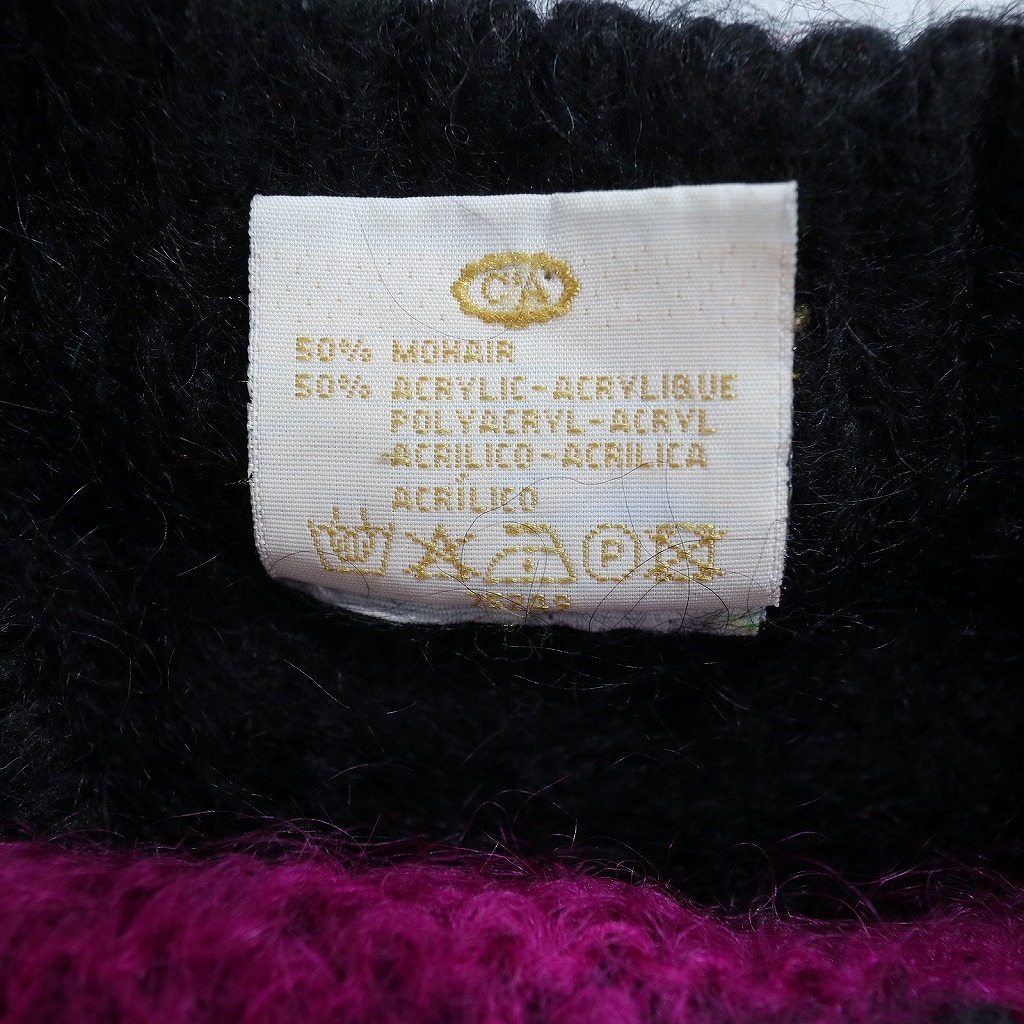 C&A
50% MOHAIR
50% ACRYLIC-ACRYLIQUE
POLYACRYL-ACRYL
ACRILICO-ACRILICA
ACRÍLICO
P